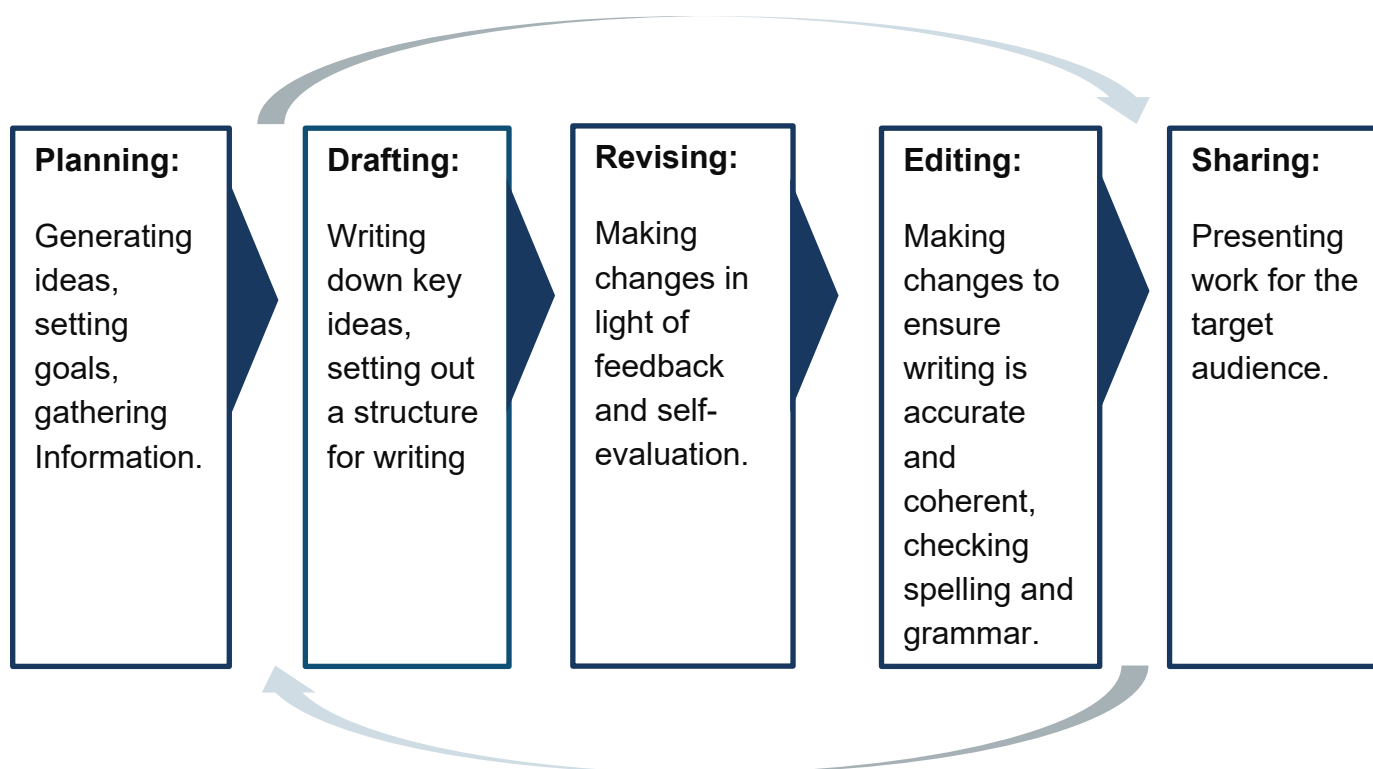 Planning:
Generating
ideas,
setting
goals,
gathering
Information.
Drafting:
Writing
down key
ideas,
setting out
a structure
for writing
Revising:
Making
changes in
light of
feedback
and self-
evaluation.
Editing:
Making
changes to
ensure
writing is
accurate
and
coherent,
checking
spelling and
grammar.
Sharing:
Presenting
work for the
target
audience.